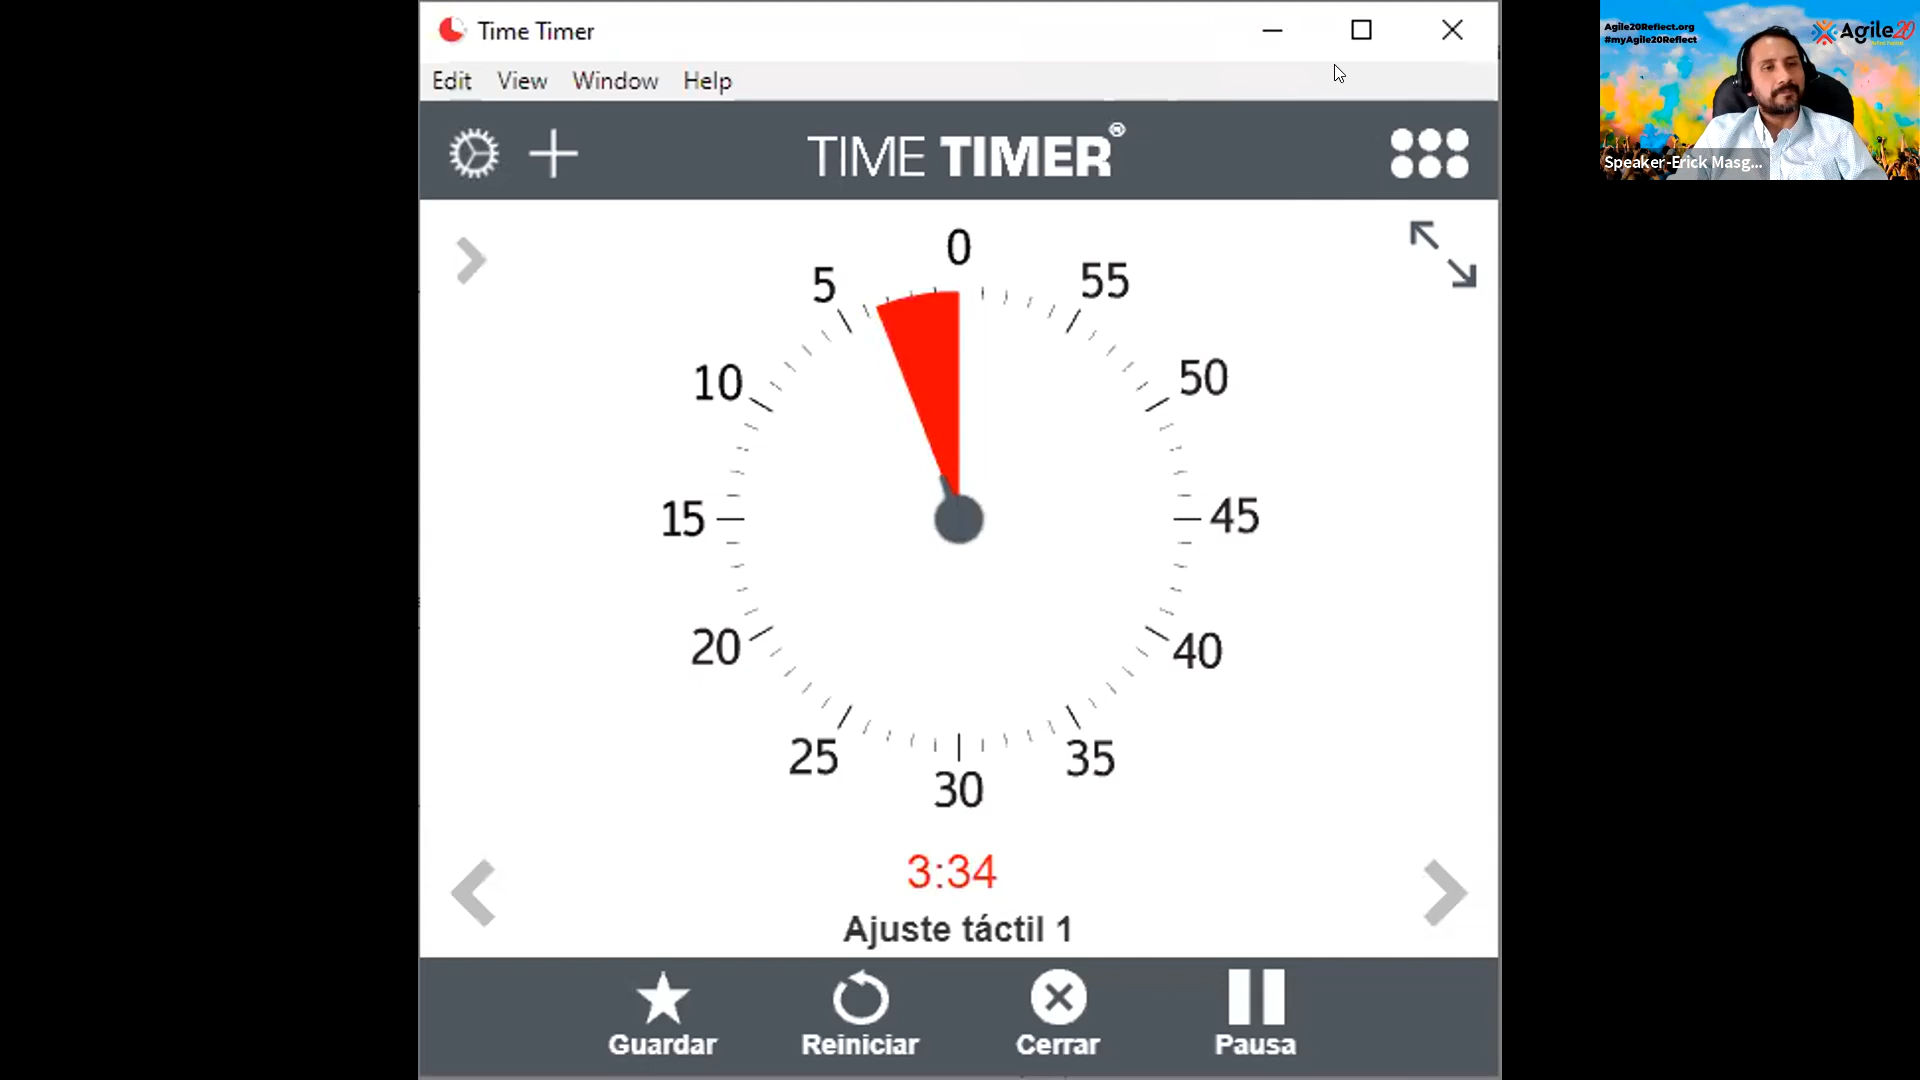 Time Timer
Edit View Window Help
TIME TIMER®
0
5
55
10
50
15
45
20
40
25
35
30
3:34
Ajuste táctil 1
Guardar
Reiniciar
Cerrar
Pausa
Agile20Reflect.org
#myAgile20Reflect
Agile20
Speaker-Erick Masg...